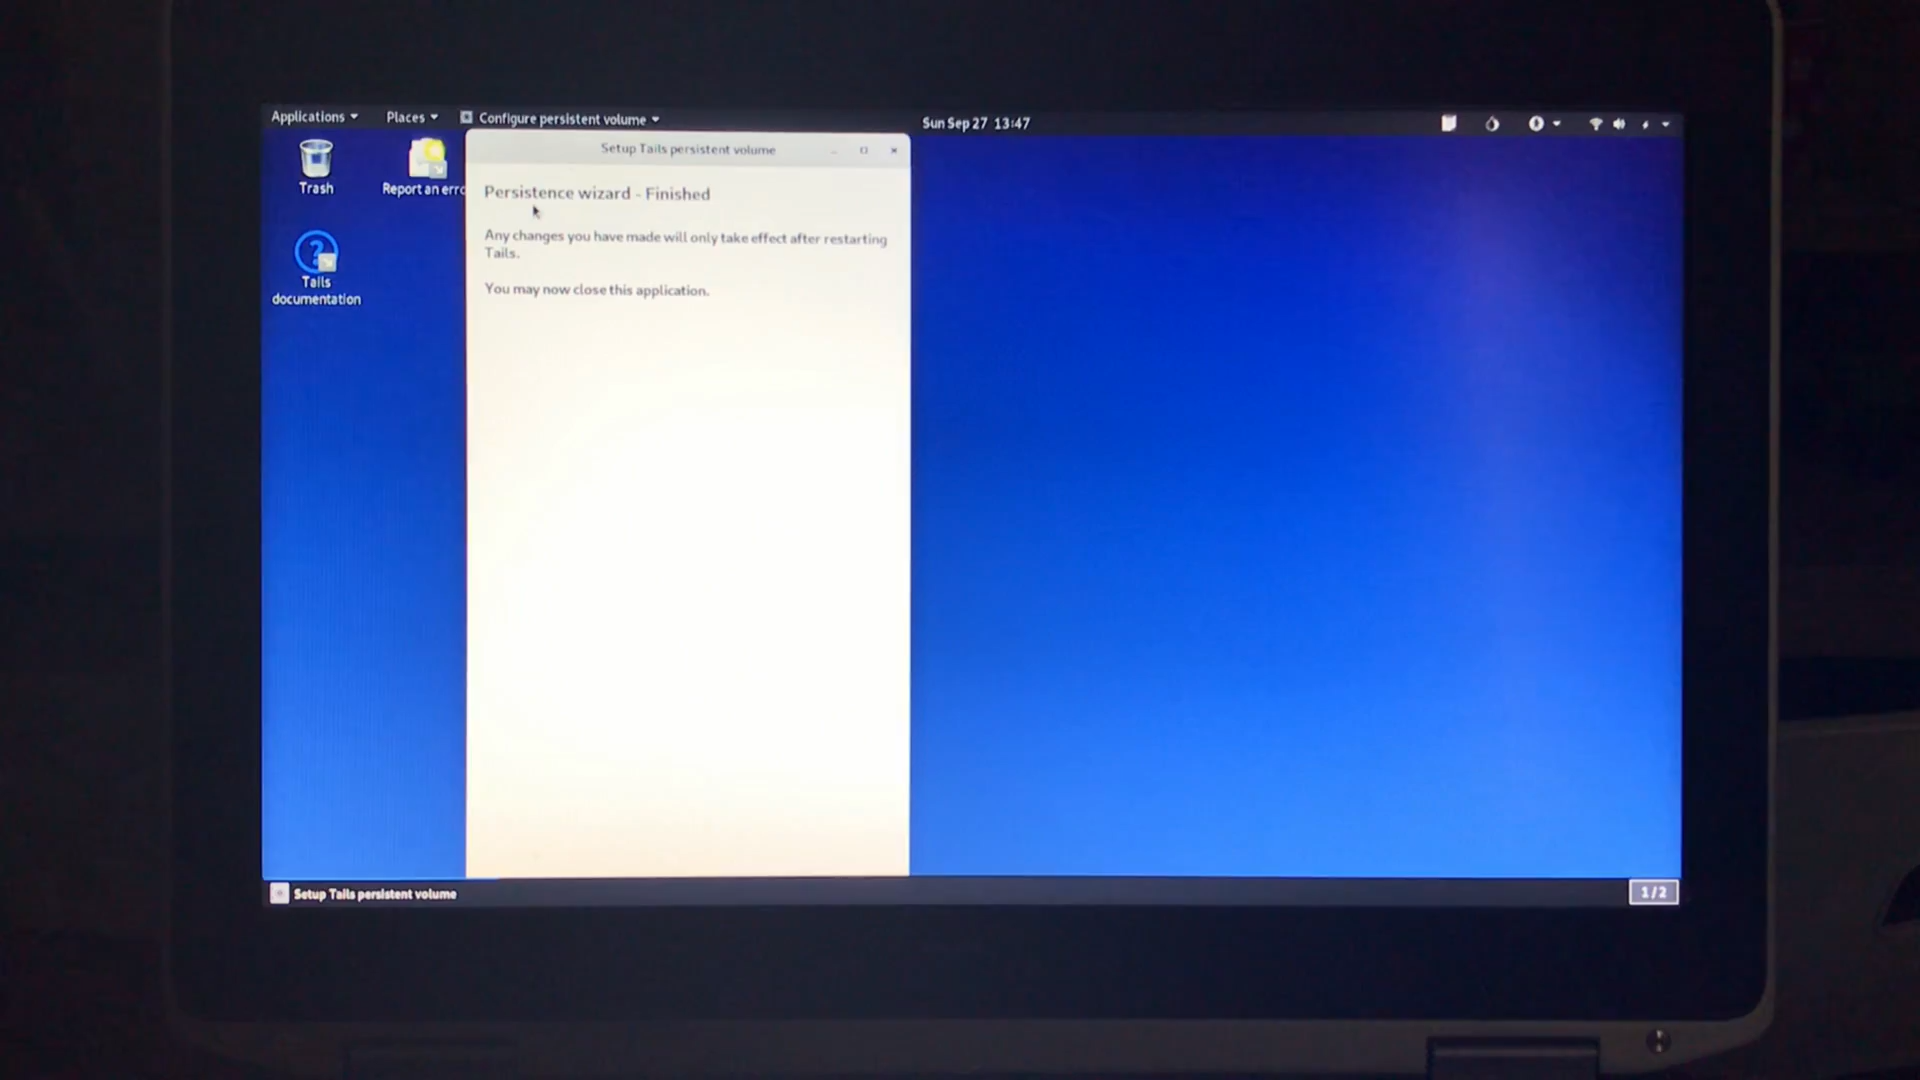 Applications
Places
Configure persistent volume
Sun Sep 27 13:47
Trash
Report an erro
Tails
documentation
Setup Tails persistent volume
Persistence wizard - Finished
Any changes you have made will only take effect after restarting
Tails.
You may now close this application.
Setup Tails persistent volume
1/2